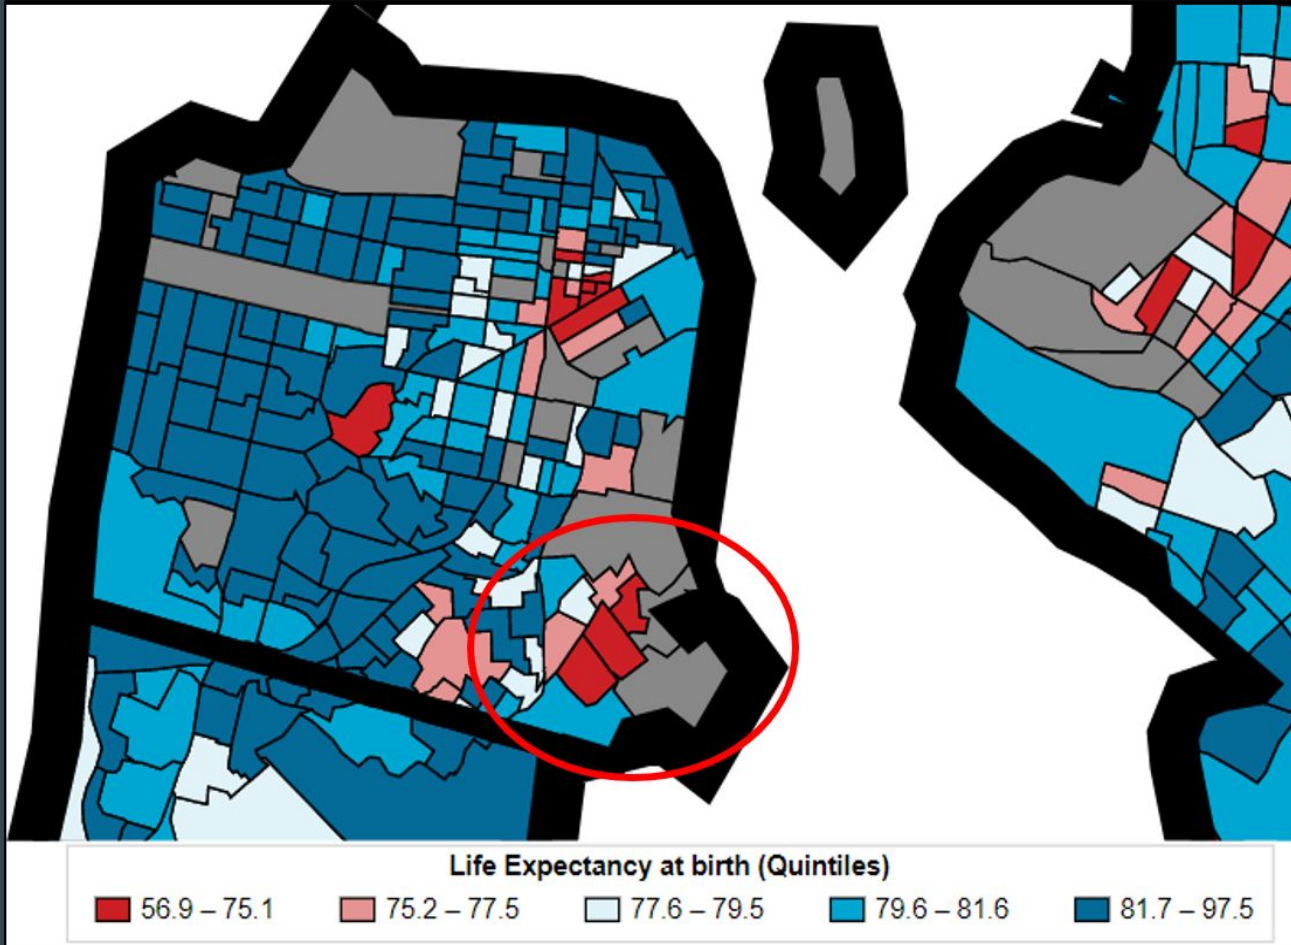 Life Expectancy at birth (Quintiles)
56.9 – 75.1 75.2 – 77.5 77.6 – 79.5 79.6 – 81.6 81.7 – 97.5